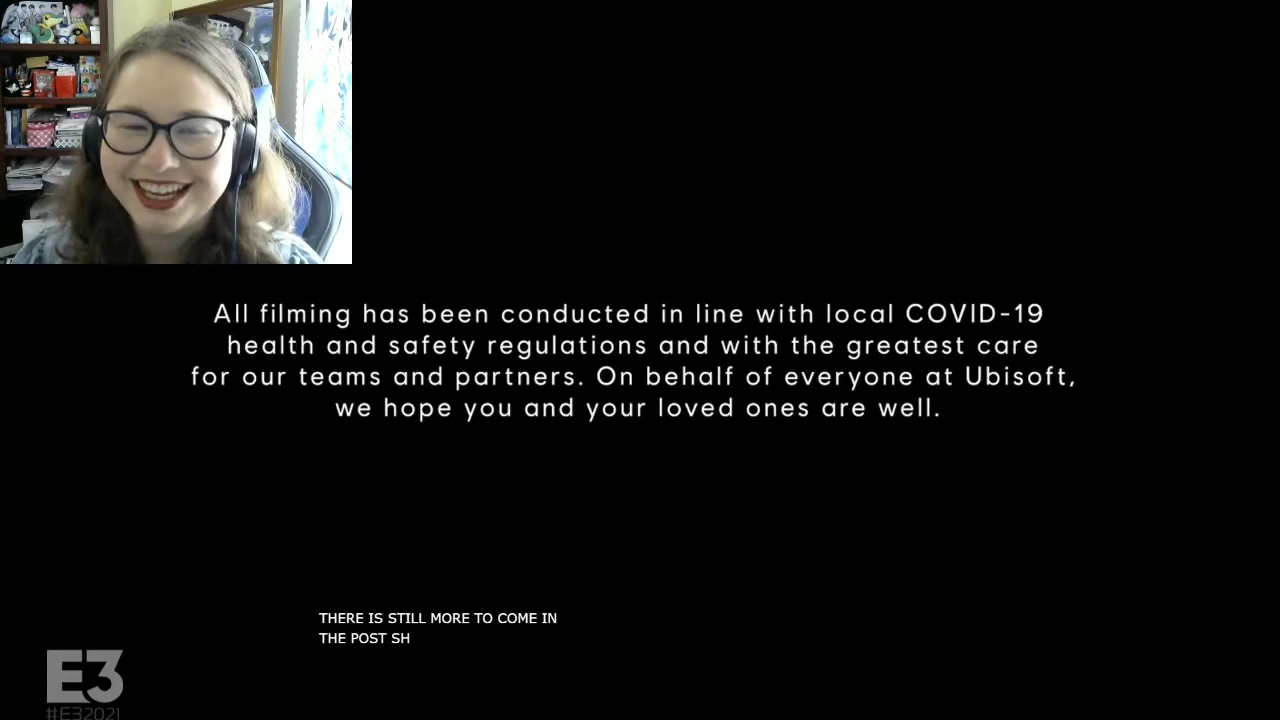 All filming has been conducted in line with local COVID-19
health and safety regulations and with the greatest care
for our teams and partners. On behalf of everyone at Ubisoft,
we hope you and your loved ones are well.
THERE IS STILL MORE TO COME IN
THE POST SH
E3
#E32021